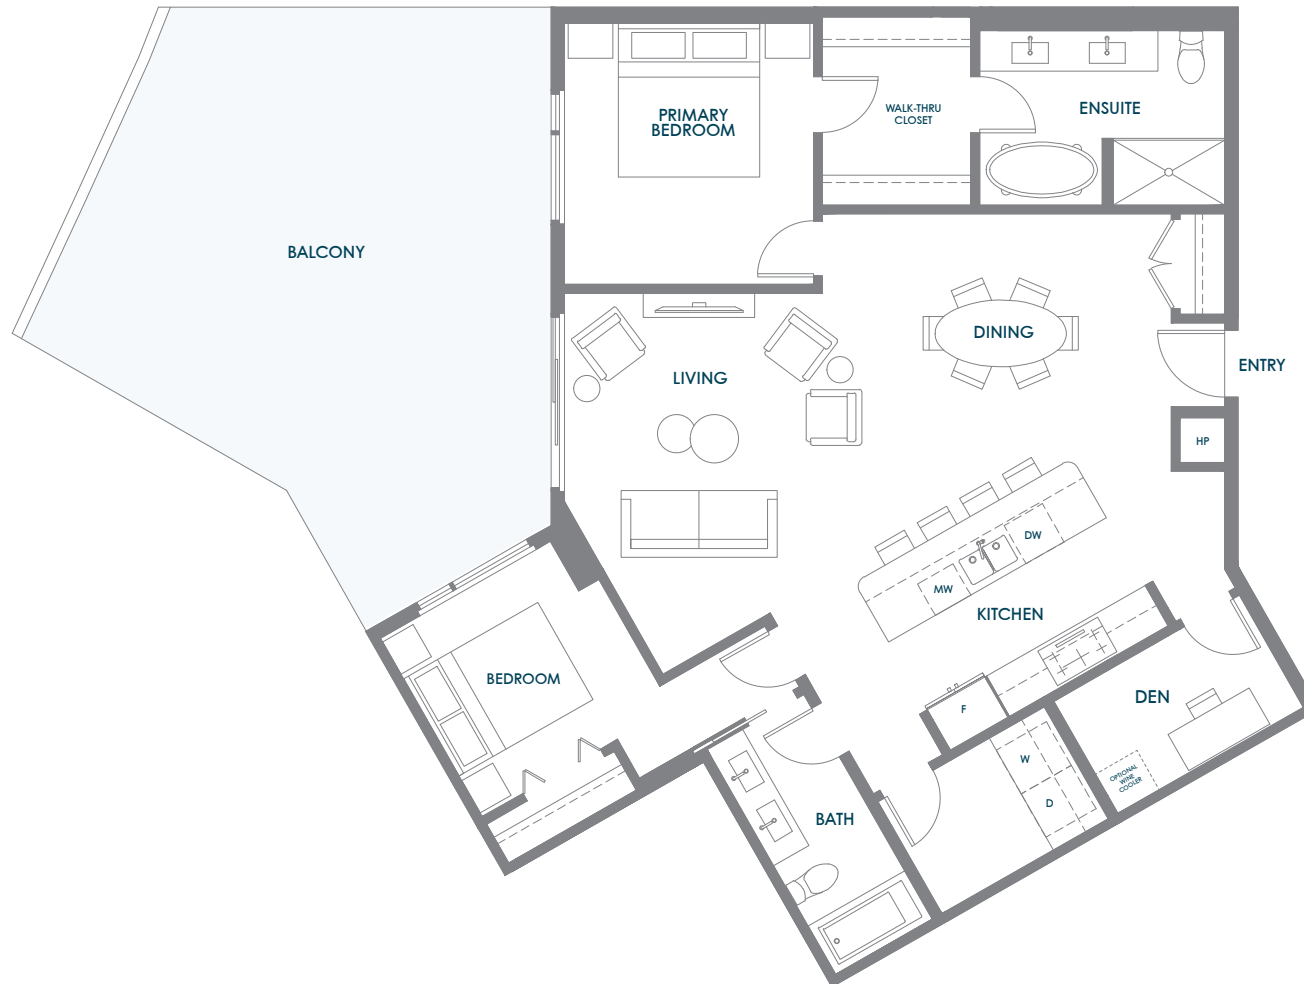 PRIMARY
BEDROOM
WALK-THRU
CLOSET
ENSUITE
BALCONY
DINING
LIVING
ENTRY
HP
DW
MW
KITCHEN
BEDROOM
DEN
F
W
D
OPTIONAL
WINE
COOLER
BATH